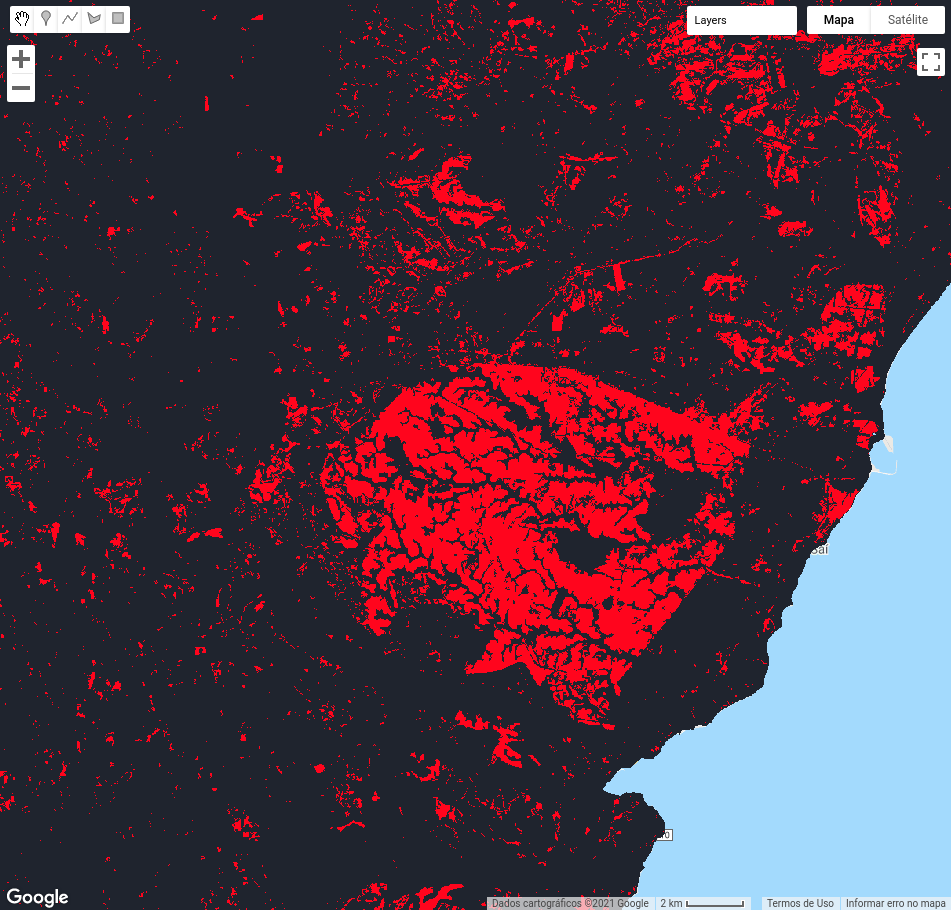 Layers
Mapa
Satélite
Google
Dados cartográficos ©2021 Google
2 km
Termos de Uso
Informar erro no mapa